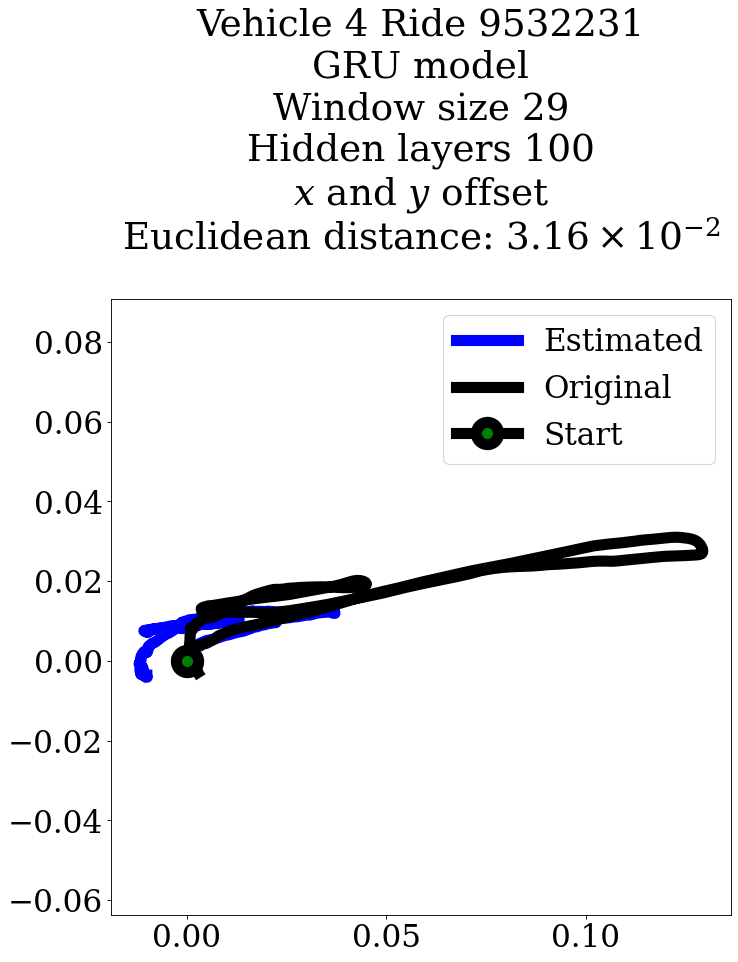 Vehicle 4 Ride 9532231
GRU model
Window size 29
Hidden layers 100
x and y offset
Euclidean distance: 3.16 × 10⁻²
Estimated
Original
Start
0.08
0.06
0.04
0.02
0.00
−0.02
−0.04
−0.06
0.00 0.05 0.10